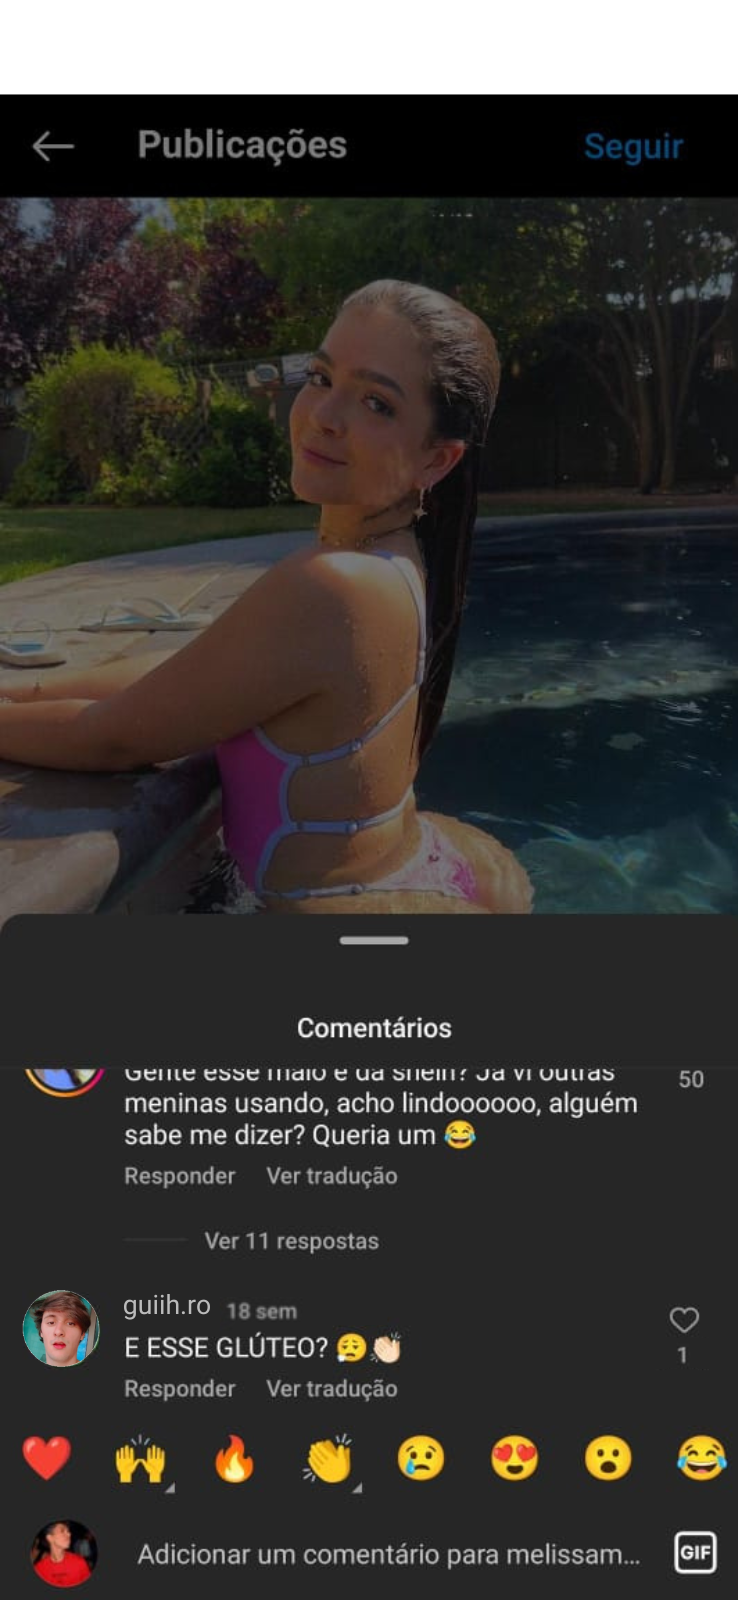 Publicações
Seguir
Comentários
Gente esse maiô é da shein? Já vi outras
meninas usando, acho lindoooooo, alguém
sabe me dizer? Queria um 😂
50
Responder Ver tradução
Ver 11 respostas
guiih.ro 18 sem
E ESSE GLÚTEO? 😮‍💨👏🏻
1
Responder Ver tradução
Adicionar um comentário para melissam...
GIF